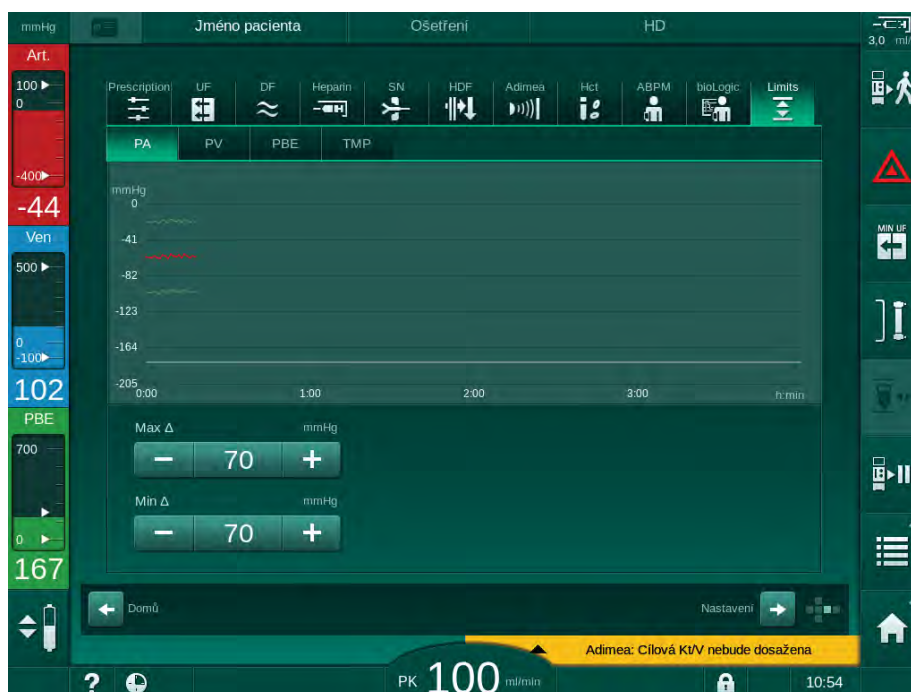 mmHg
Jméno pacienta
Ošetření
HD
3,0 ml/
Art.
100
0
-400
-44
Ven
500
0
-100
102
PBE
700
0
167
Prescription
UF
DF
Heparin
SN
HDF
Adimea
Hct
ABPM
bioLogic
Limits
PA
PV
PBE
TMP
mmHg
0
-41
-82
-123
-164
-205
0:00
1:00
2:00
3:00
h:min
Max Δ
mmHg
− 70 +
Min Δ
mmHg
− 70 +
MIN UF
Domů
Nastavení
Adimea: Cílová Kt/V nebude dosažena
?
PK 100 ml/min
10:54